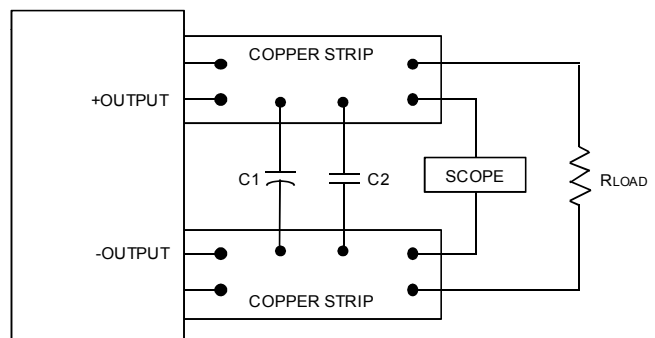 COPPER STRIP
+OUTPUT
C1
C2
SCOPE
RLOAD
-OUTPUT
COPPER STRIP